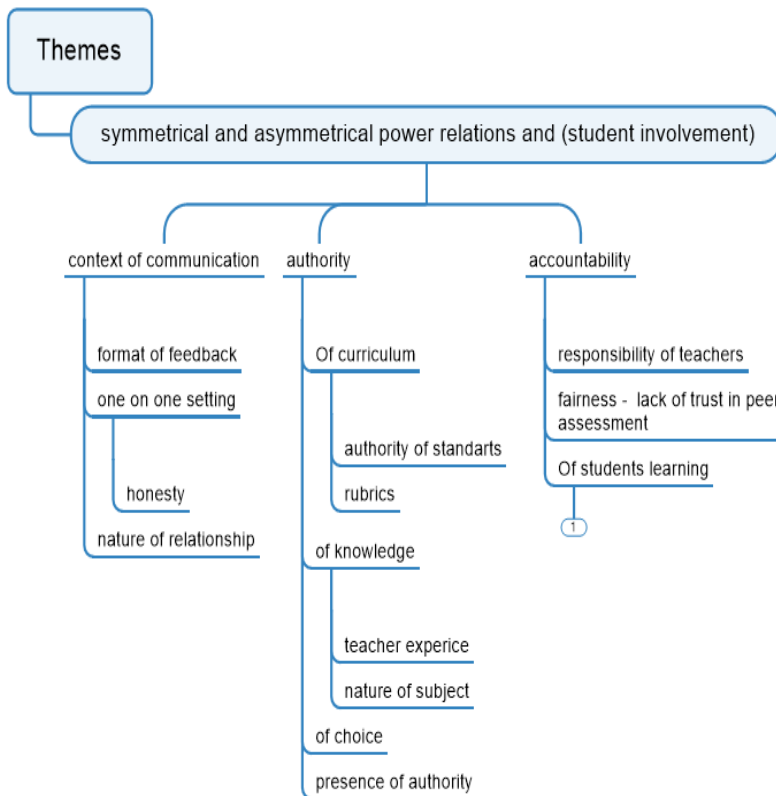 Themes
symmetrical and asymmetrical power relations and (student involvement)
context of communication
format of feedback
one on one setting
honesty
nature of relationship
authority
Of curriculum
authority of standarts
rubrics
of knowledge
teacher experice
nature of subject
of choice
presence of authority
accountability
responsibility of teachers
fairness - lack of trust in peer
assessment
Of students learning
1